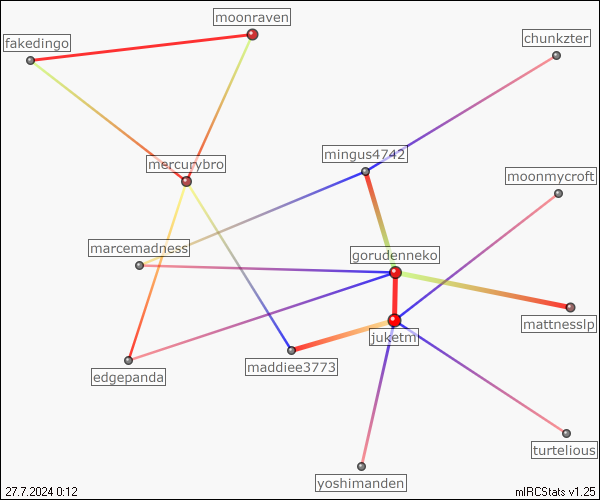 moonraven
fakedingo
chunkzter
mingus4742
mercurybro
moonmycroft
marcemadness
gorudenneko
mattnesslp
juketm
maddiee3773
edgepanda
turtelious
yoshimanden
27.7.2024 0:12
mIRCStats v1.25